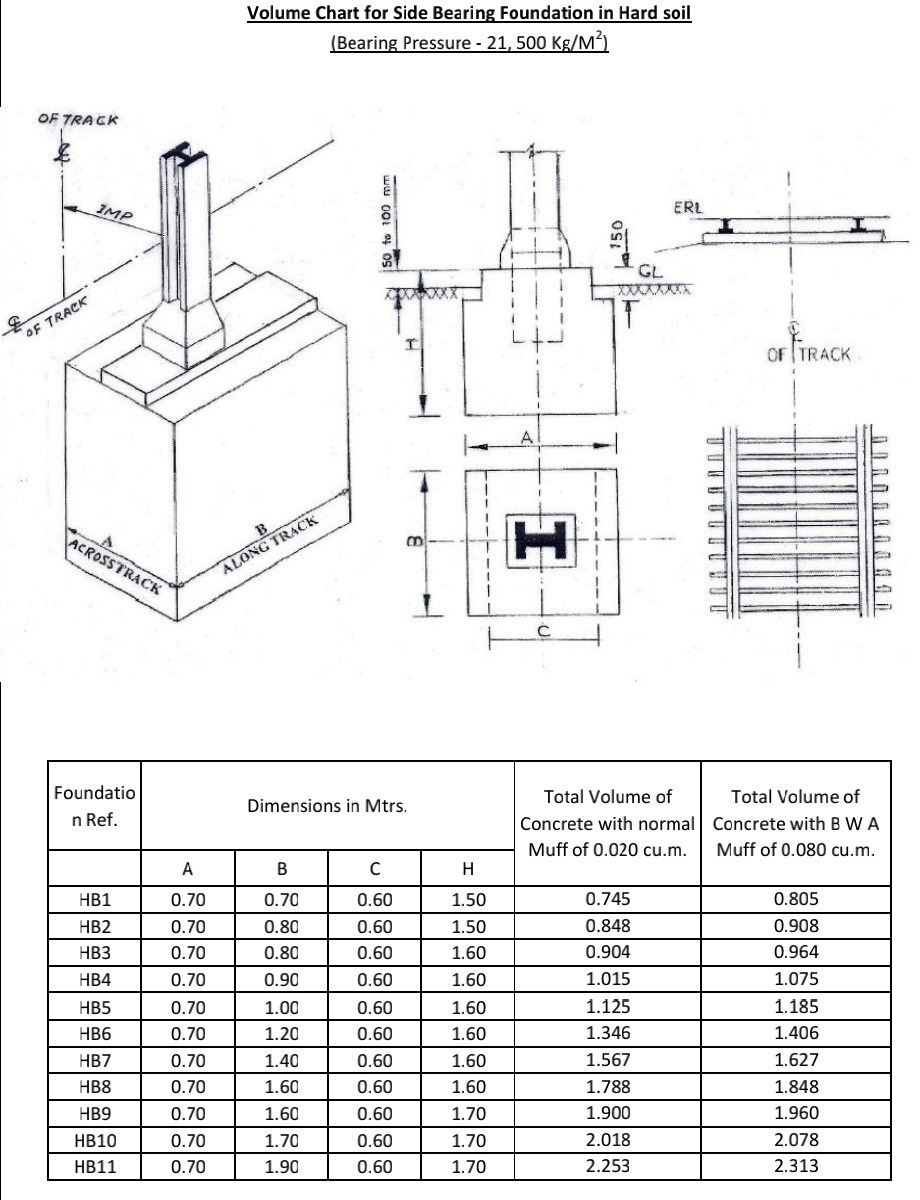 Volume Chart for Side Bearing Foundation in Hard soil
(Bearing Pressure - 21, 500 Kg/M²)
OF TRACK
℄
IMP
℄ OF TRACK
A
ACROSS TRACK
B
ALONG TRACK
50 to 100 mm
150
GL
H
A
B
C
ERL
℄
OF TRACK
Foundatio
n Ref.
Dimensions in Mtrs.
Total Volume of
Concrete with normal
Muff of 0.020 cu.m.
Total Volume of
Concrete with B W A
Muff of 0.080 cu.m.
A B C H
HB1 0.70 0.70 0.60 1.50 0.745 0.805
HB2 0.70 0.80 0.60 1.50 0.848 0.908
HB3 0.70 0.80 0.60 1.60 0.904 0.964
HB4 0.70 0.90 0.60 1.60 1.015 1.075
HB5 0.70 1.00 0.60 1.60 1.125 1.185
HB6 0.70 1.20 0.60 1.60 1.346 1.406
HB7 0.70 1.40 0.60 1.60 1.567 1.627
HB8 0.70 1.60 0.60 1.60 1.788 1.848
HB9 0.70 1.60 0.60 1.70 1.900 1.960
HB10 0.70 1.70 0.60 1.70 2.018 2.078
HB11 0.70 1.90 0.60 1.70 2.253 2.313